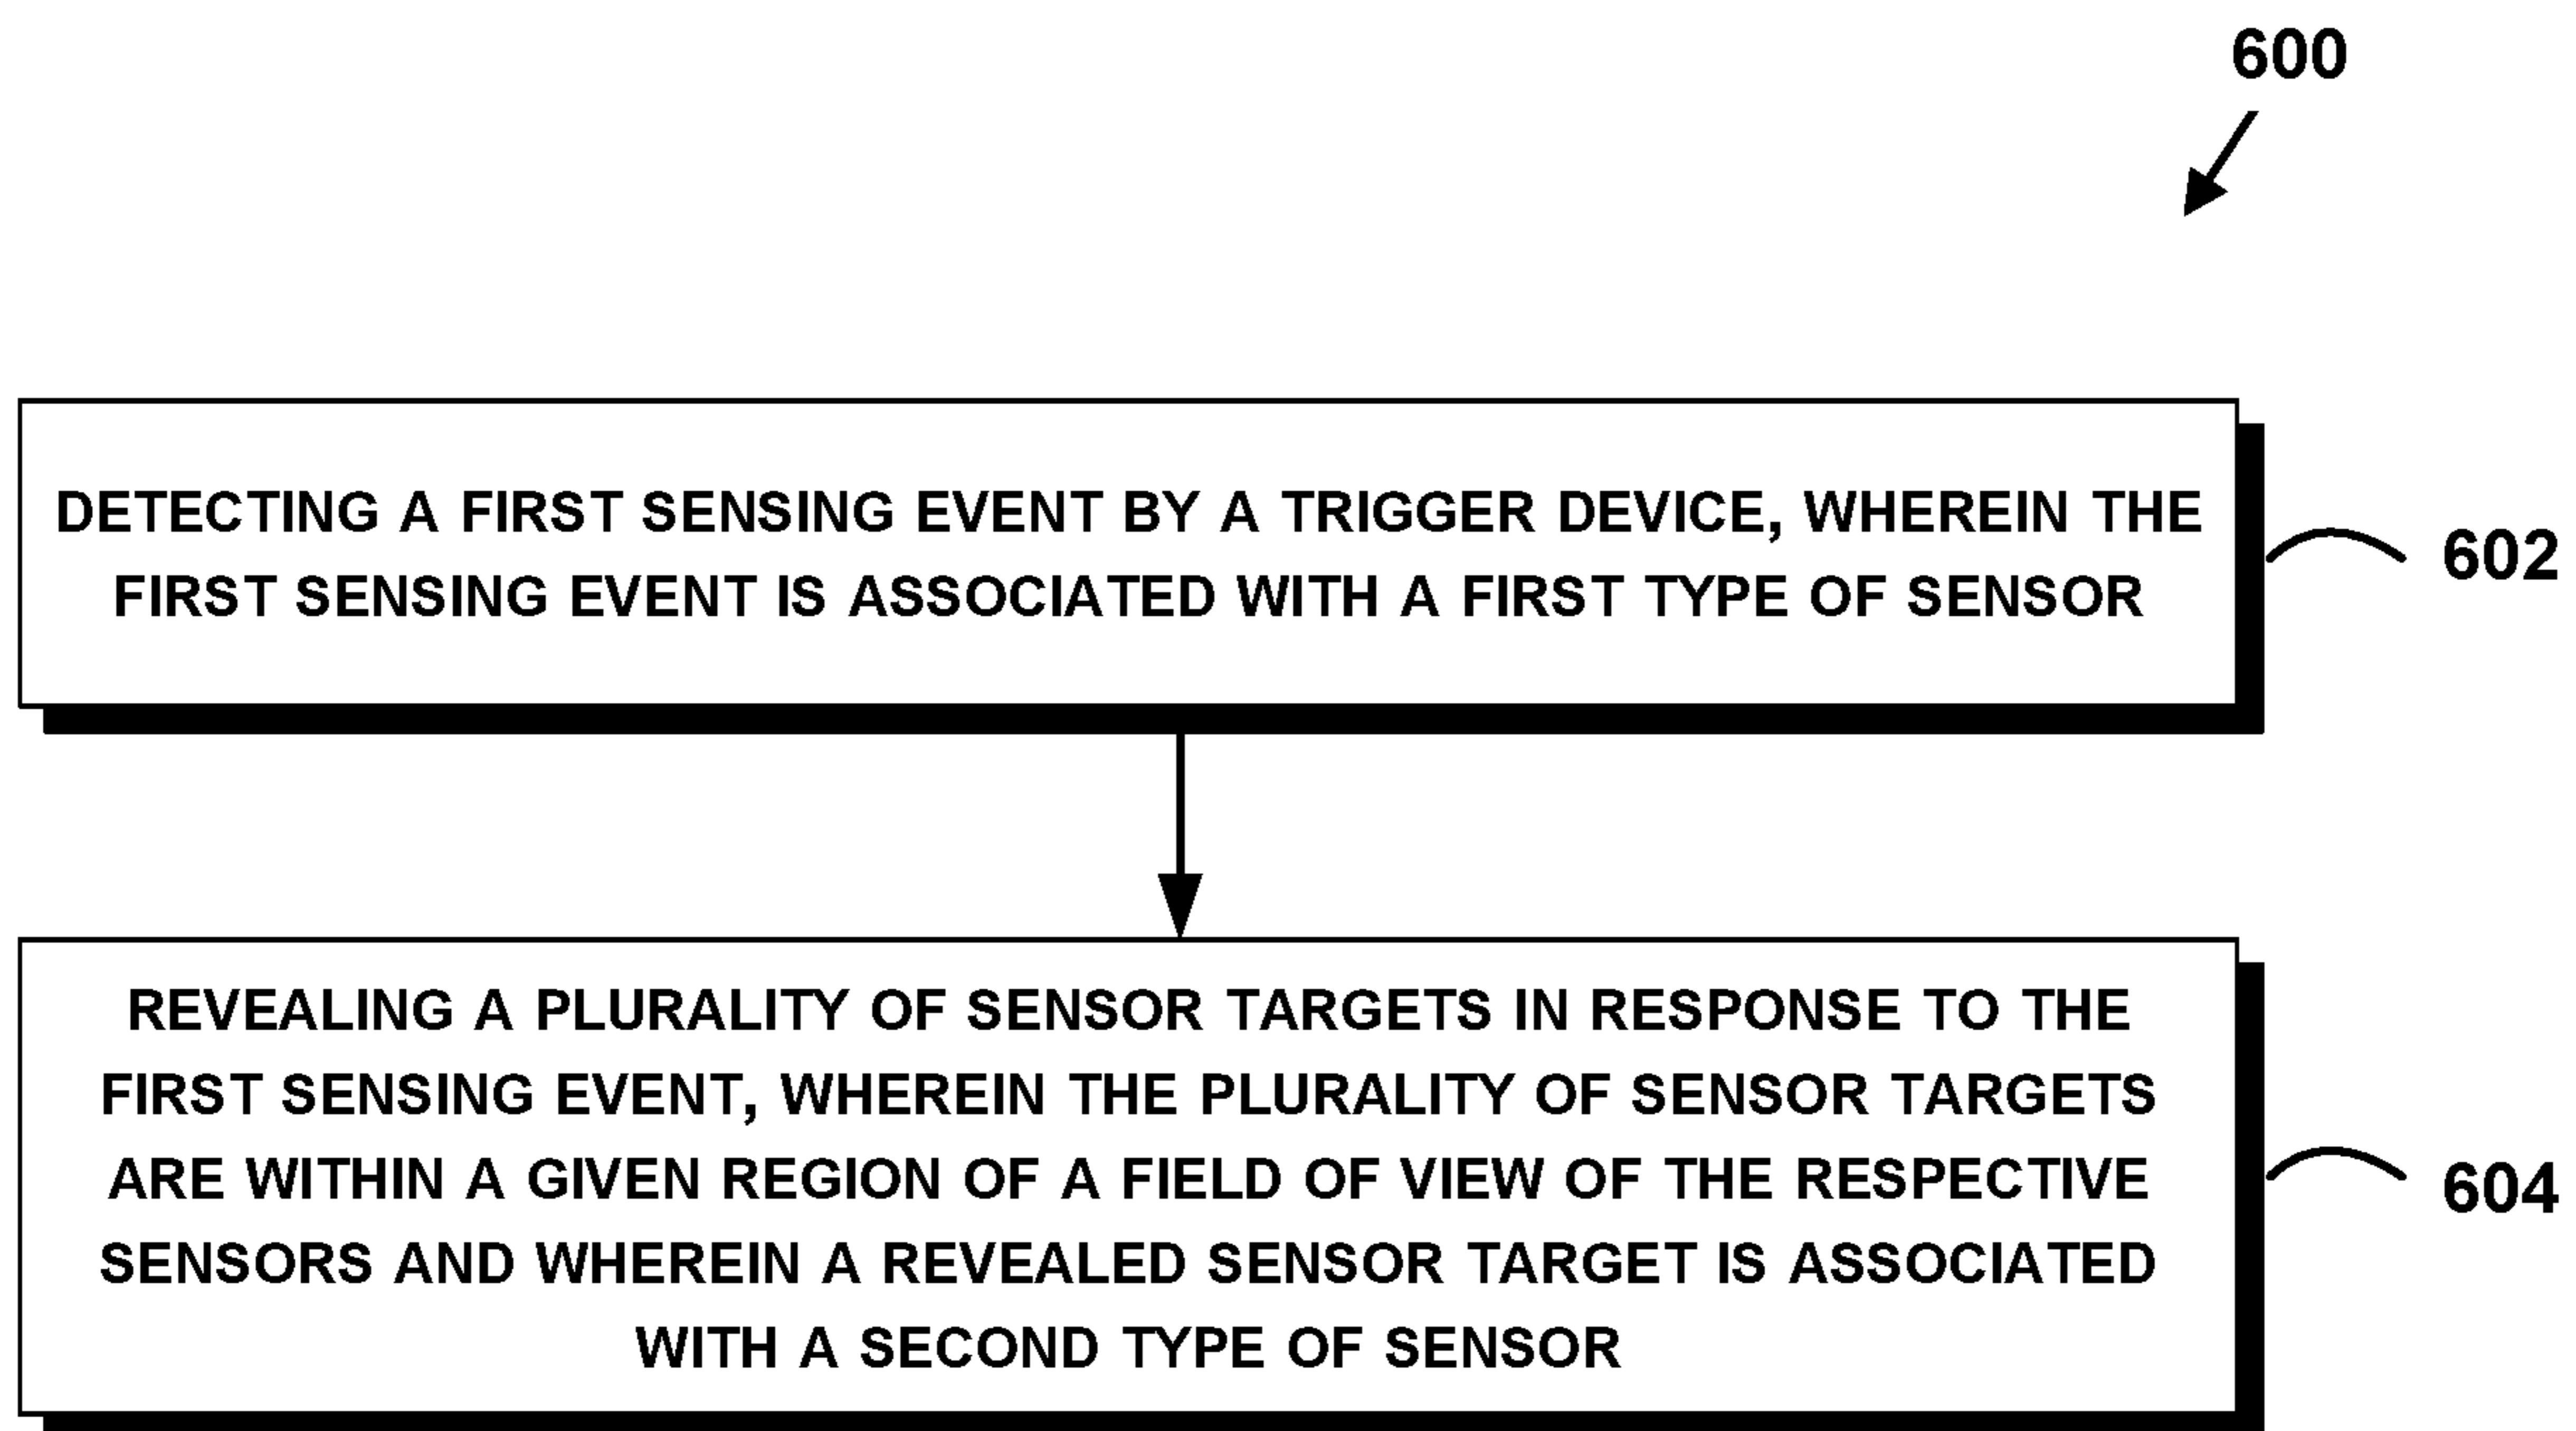 600
DETECTING A FIRST SENSING EVENT BY A TRIGGER DEVICE, WHEREIN THE
FIRST SENSING EVENT IS ASSOCIATED WITH A FIRST TYPE OF SENSOR
602
REVEALING A PLURALITY OF SENSOR TARGETS IN RESPONSE TO THE
FIRST SENSING EVENT, WHEREIN THE PLURALITY OF SENSOR TARGETS
ARE WITHIN A GIVEN REGION OF A FIELD OF VIEW OF THE RESPECTIVE
SENSORS AND WHEREIN A REVEALED SENSOR TARGET IS ASSOCIATED
WITH A SECOND TYPE OF SENSOR
604